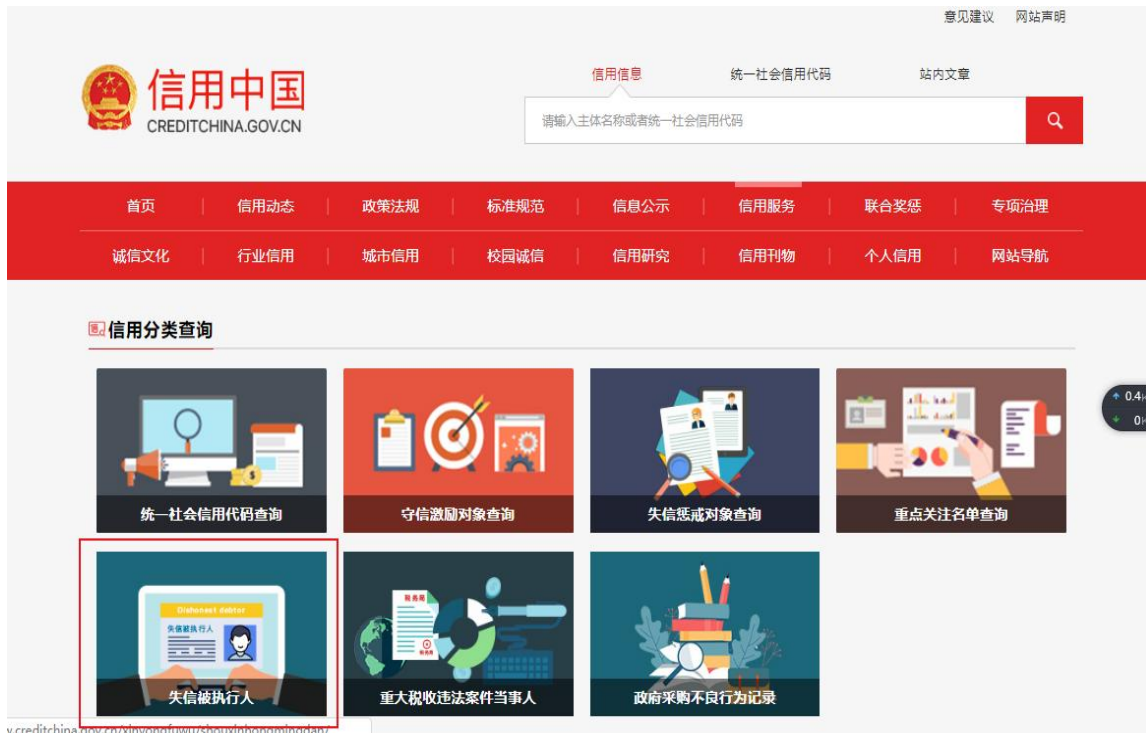 意见建议 网站声明
信用中国
CREDITCHINA.GOV.CN
信用信息 统一社会信用代码 站内文章
请输入主体名称或者统一社会信用代码
首页 信用动态 政策法规 标准规范 信息公示 信用服务 联合奖惩 专项治理
诚信文化 行业信用 城市信用 校园诚信 信用研究 信用刊物 个人信用 网站导航
信用分类查询
统一社会信用代码查询 守信激励对象查询 失信惩戒对象查询 重点关注名单查询
0.4
0
Dishonest debtor
失信被执行人
税务局
失信被执行人 重大税收违法案件当事人 政府采购不良行为记录